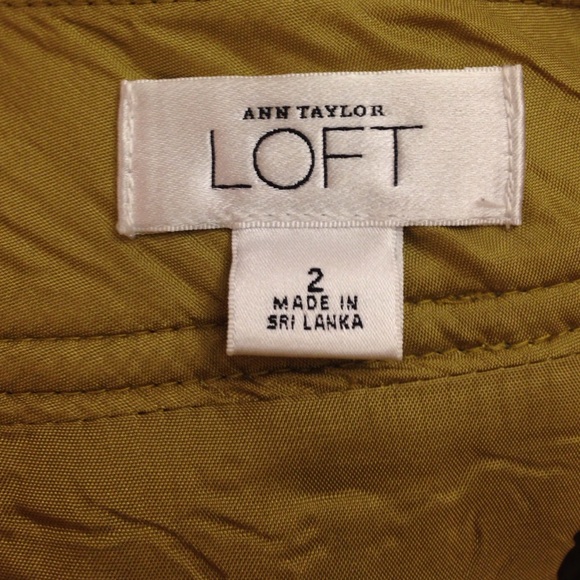 ANN TAYLOR
LOFT
2
MADE IN
SRI LANKA